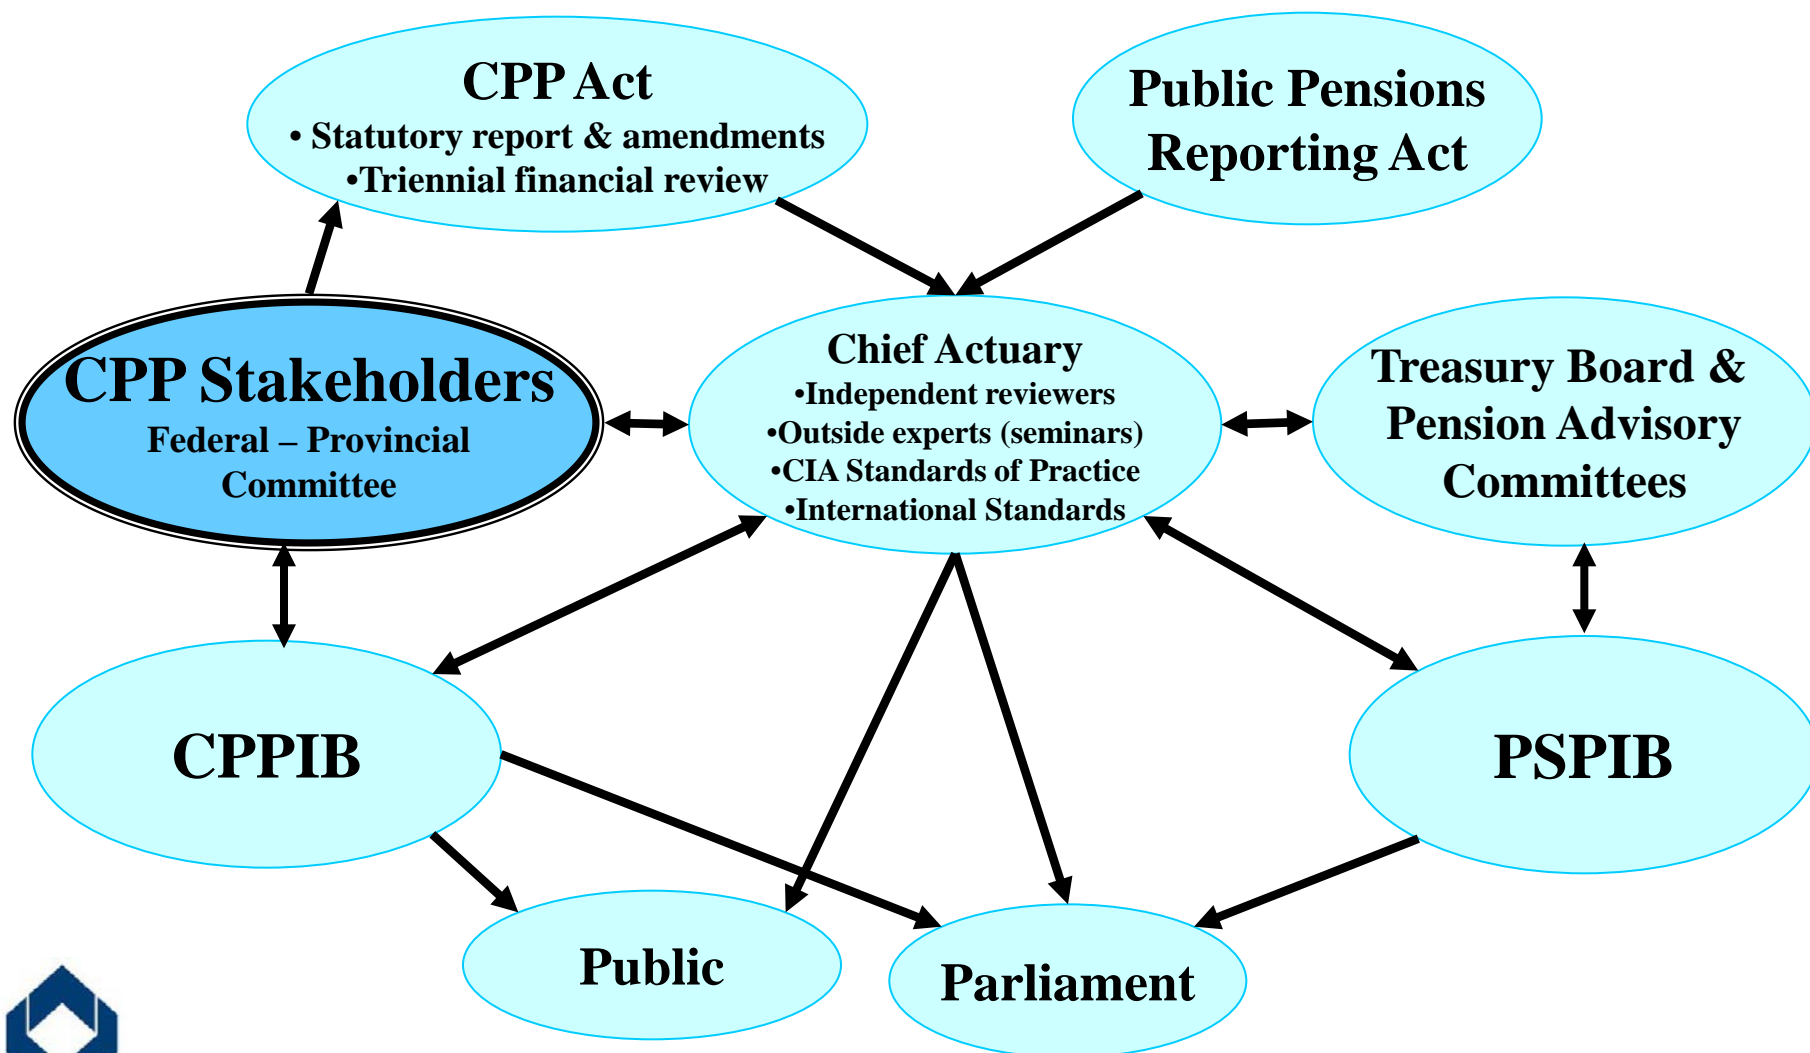 CPP Act
• Statutory report & amendments
•Triennial financial review
Public Pensions
Reporting Act
CPP Stakeholders
Federal – Provincial
Committee
Chief Actuary
•Independent reviewers
•Outside experts (seminars)
•CIA Standards of Practice
•International Standards
Treasury Board &
Pension Advisory
Committees
CPPIB
PSPIB
Public
Parliament